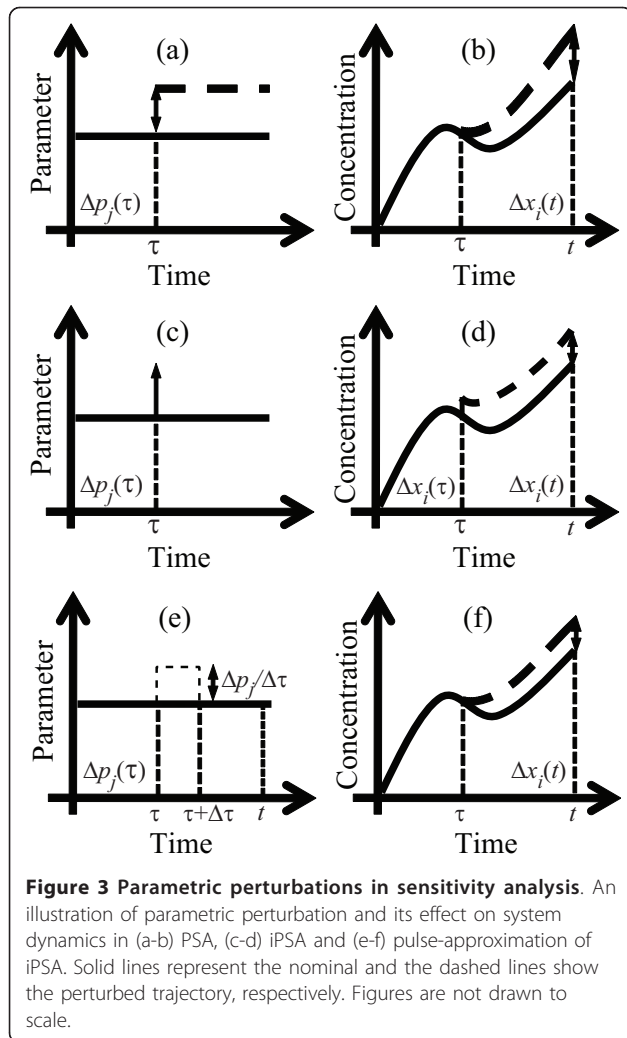 (a)
Parameter
Δp_j(τ)
τ
Time
(b)
Concentration
Δx_i(t)
τ
t
Time
(c)
Parameter
Δp_j(τ)
τ
Time
(d)
Concentration
Δx_i(τ)
Δx_i(t)
τ
t
Time
(e)
Parameter
Δp_j/Δτ
Δp_j(τ)
τ
τ+Δτ
t
Time
(f)
Concentration
Δx_i(t)
τ
t
Time
Figure 3 Parametric perturbations in sensitivity analysis. An
illustration of parametric perturbation and its effect on system
dynamics in (a-b) PSA, (c-d) iPSA and (e-f) pulse-approximation of
iPSA. Solid lines represent the nominal and the dashed lines show
the perturbed trajectory, respectively. Figures are not drawn to
scale.